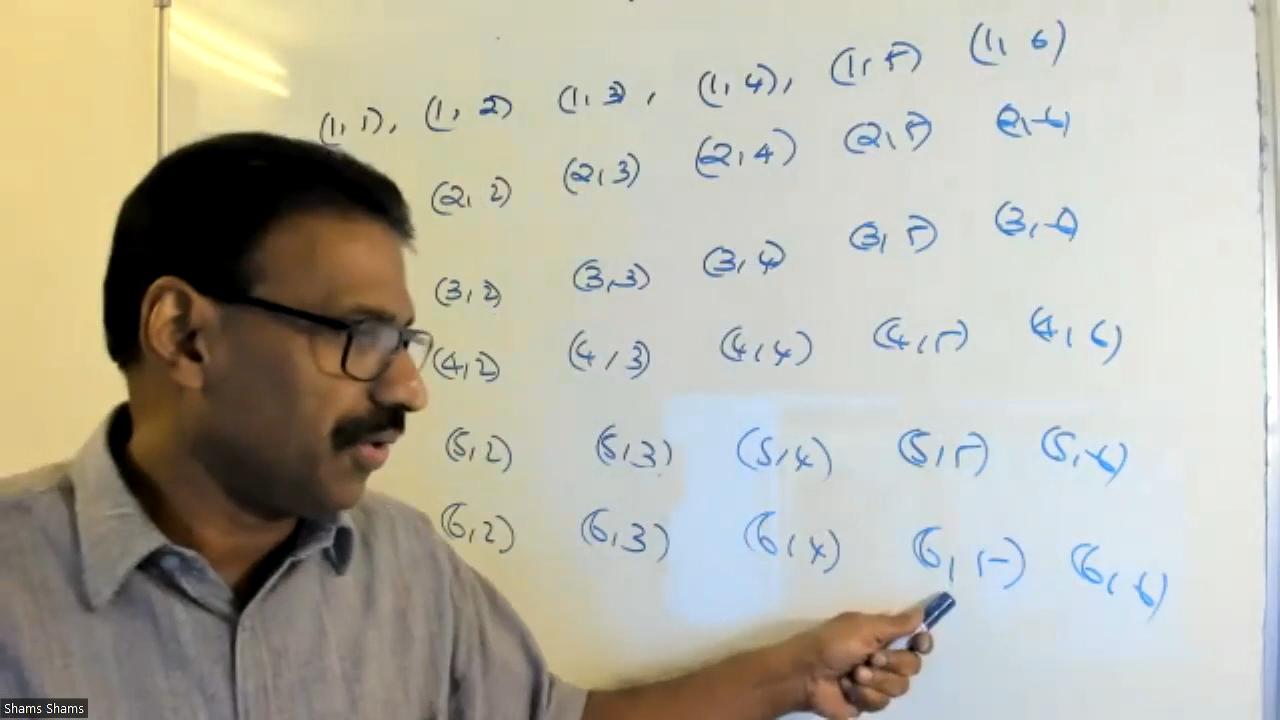 (1, 1), (1, 2) (1, 3, (1, 4), (1, 5) (1, 6)
(2, 2) (2, 3) (2, 4) (2, 5) (2, 6)
(3, 2) (3, 3) (3, 4) (3, 5) (3, 6)
(4, 2) (4, 3) (4, 4) (4, 5) (4, 6)
(5, 2) (5, 3) (5, 4) (5, 5) (5, 6)
(6, 2) (6, 3) (6, 4) (6, 5) (6, 6)
Shams Shams